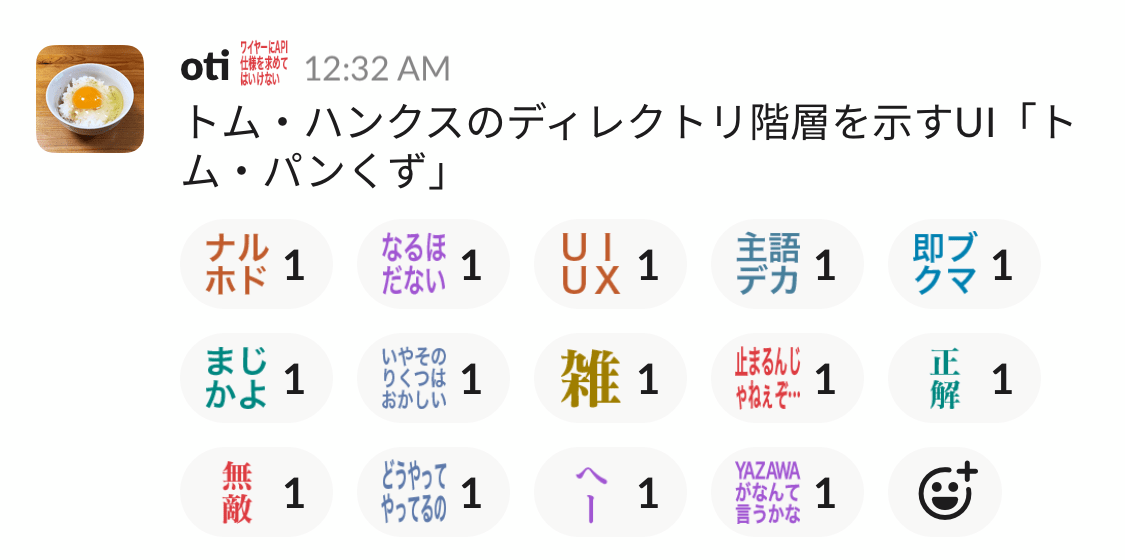 oti ワイヤーにAPI仕様を求めてはいけない 12:32 AM
トム・ハンクスのディレクトリ階層を示すUI「ト
ム・パンくず」
ナルホド 1 なるほだない 1 UIUX 1 主語デカ 1 即ブクマ 1
まじかよ 1 いやそのりくつはおかしい 1 雑 1 止まるんじゃねぇぞ… 1 正解 1
無敵 1 どうやってやってるの 1 へー 1 YAZAWAがなんて言うかな 1